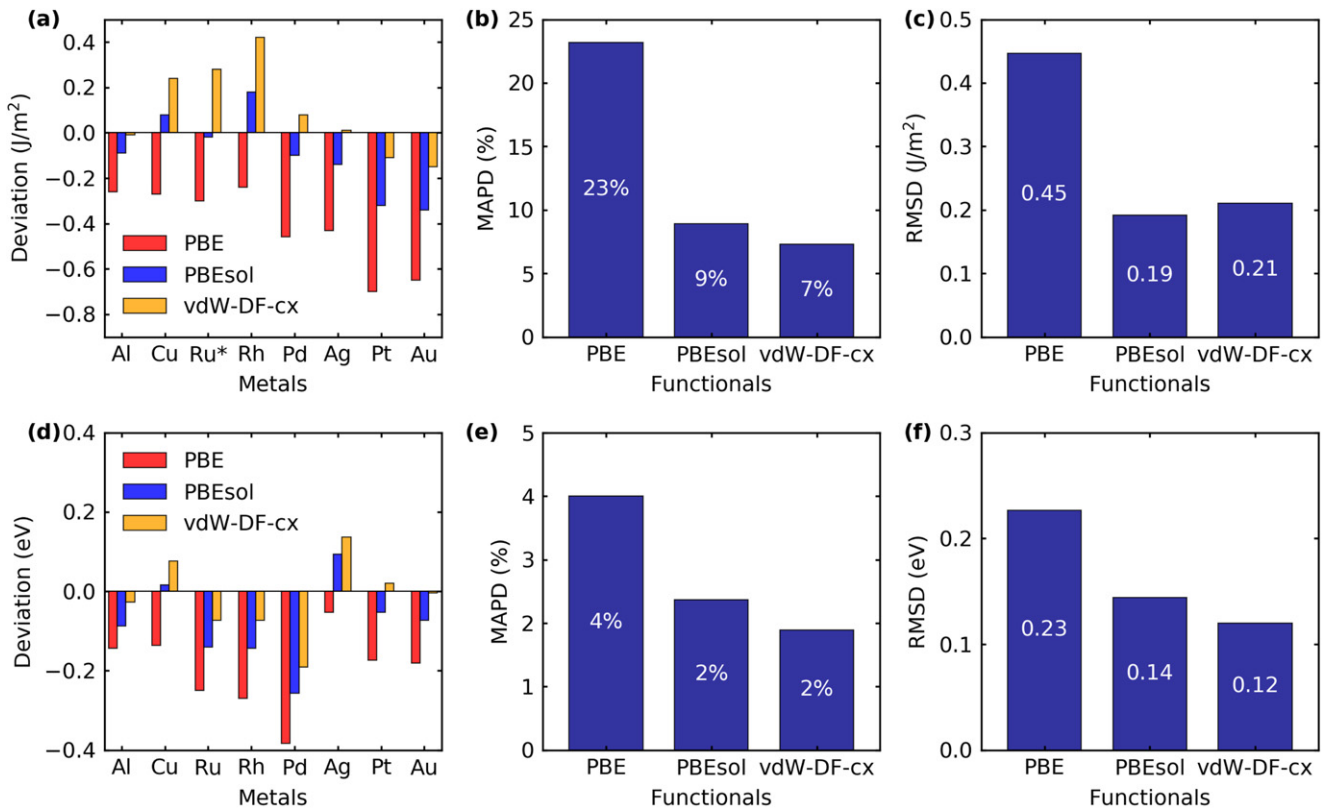 (a)
0.4
0.2
0.0
−0.2
−0.4
−0.6
−0.8
Deviation (J/m²)
PBE
PBEsol
vdW-DF-cx
Al Cu Ru* Rh Pd Ag Pt Au
Metals
(b)
25
20
15
10
5
0
MAPD (%)
23%
9%
7%
PBE PBEsol vdW-DF-cx
Functionals
(c)
0.5
0.4
0.3
0.2
0.1
0.0
RMSD (J/m²)
0.45
0.19
0.21
PBE PBEsol vdW-DF-cx
Functionals
(d)
0.4
0.2
0.0
−0.2
−0.4
Deviation (eV)
PBE
PBEsol
vdW-DF-cx
Al Cu Ru Rh Pd Ag Pt Au
Metals
(e)
5
4
3
2
1
0
MAPD (%)
4%
2%
2%
PBE PBEsol vdW-DF-cx
Functionals
(f)
0.3
0.2
0.1
0.0
RMSD (eV)
0.23
0.14
0.12
PBE PBEsol vdW-DF-cx
Functionals